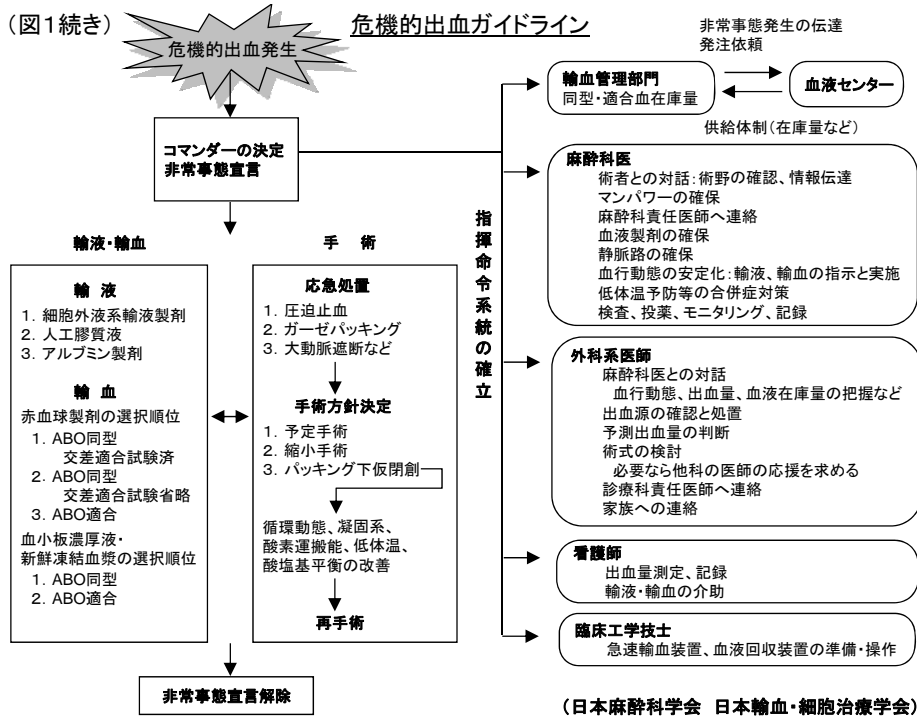 (図1続き)
危機的出血ガイドライン
危機的出血発生
コマンダーの決定
非常事態宣言
輸液・輸血
輸 液
1. 細胞外液系輸液製剤
2. 人工膠質液
3. アルブミン製剤
輸 血
赤血球製剤の選択順位
1. ABO同型
交差適合試験済
2. ABO同型
交差適合試験省略
3. ABO適合
血小板濃厚液・
新鮮凍結血漿の選択順位
1. ABO同型
2. ABO適合
手 術
応急処置
1. 圧迫止血
2. ガーゼパッキング
3. 大動脈遮断など
手術方針決定
1. 予定手術
2. 縮小手術
3. パッキング下仮閉創
循環動態、凝固系、
酸素運搬能、低体温、
酸塩基平衡の改善
再手術
非常事態宣言解除
指揮命令系統の確立
非常事態発生の伝達
発注依頼
輸血管理部門
同型・適合血在庫量
血液センター
供給体制(在庫量など)
麻酔科医
術者との対話:術野の確認、情報伝達
マンパワーの確保
麻酔科責任医師へ連絡
血液製剤の確保
静脈路の確保
血行動態の安定化:輸液、輸血の指示と実施
低体温予防等の合併症対策
検査、投薬、モニタリング、記録
外科系医師
麻酔科医との対話
血行動態、出血量、血液在庫量の把握など
出血源の確認と処置
予測出血量の判断
術式の検討
必要なら他科の医師の応援を求める
診療科責任医師へ連絡
家族への連絡
看護師
出血量測定、記録
輸液・輸血の介助
臨床工学技士
急速輸血装置、血液回収装置の準備・操作
(日本麻酔科学会 日本輸血・細胞治療学会)